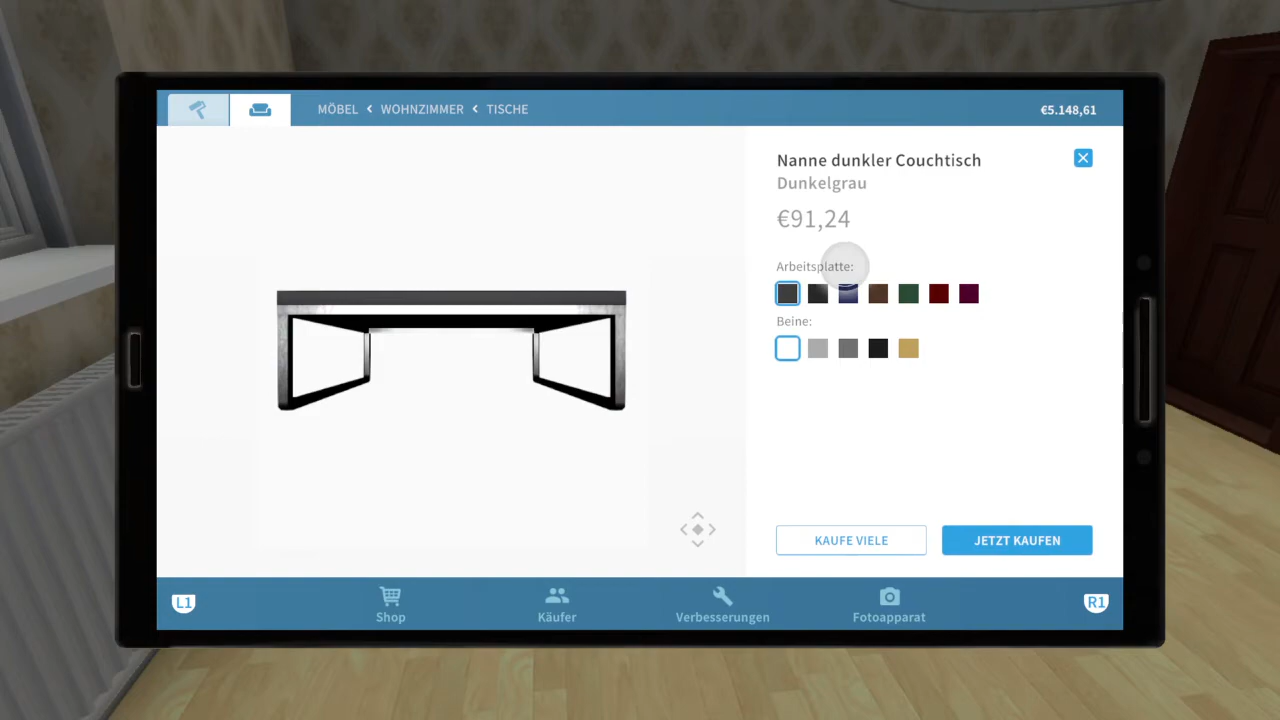 MÖBEL < WOHNZIMMER < TISCHE
€5.148,61
Nanne dunkler Couchtisch
Dunkelgrau
€91,24
Arbeitsplatte:
Beine:
KAUFE VIELE
JETZT KAUFEN
L1
Shop
Käufer
Verbesserungen
Fotoapparat
R1